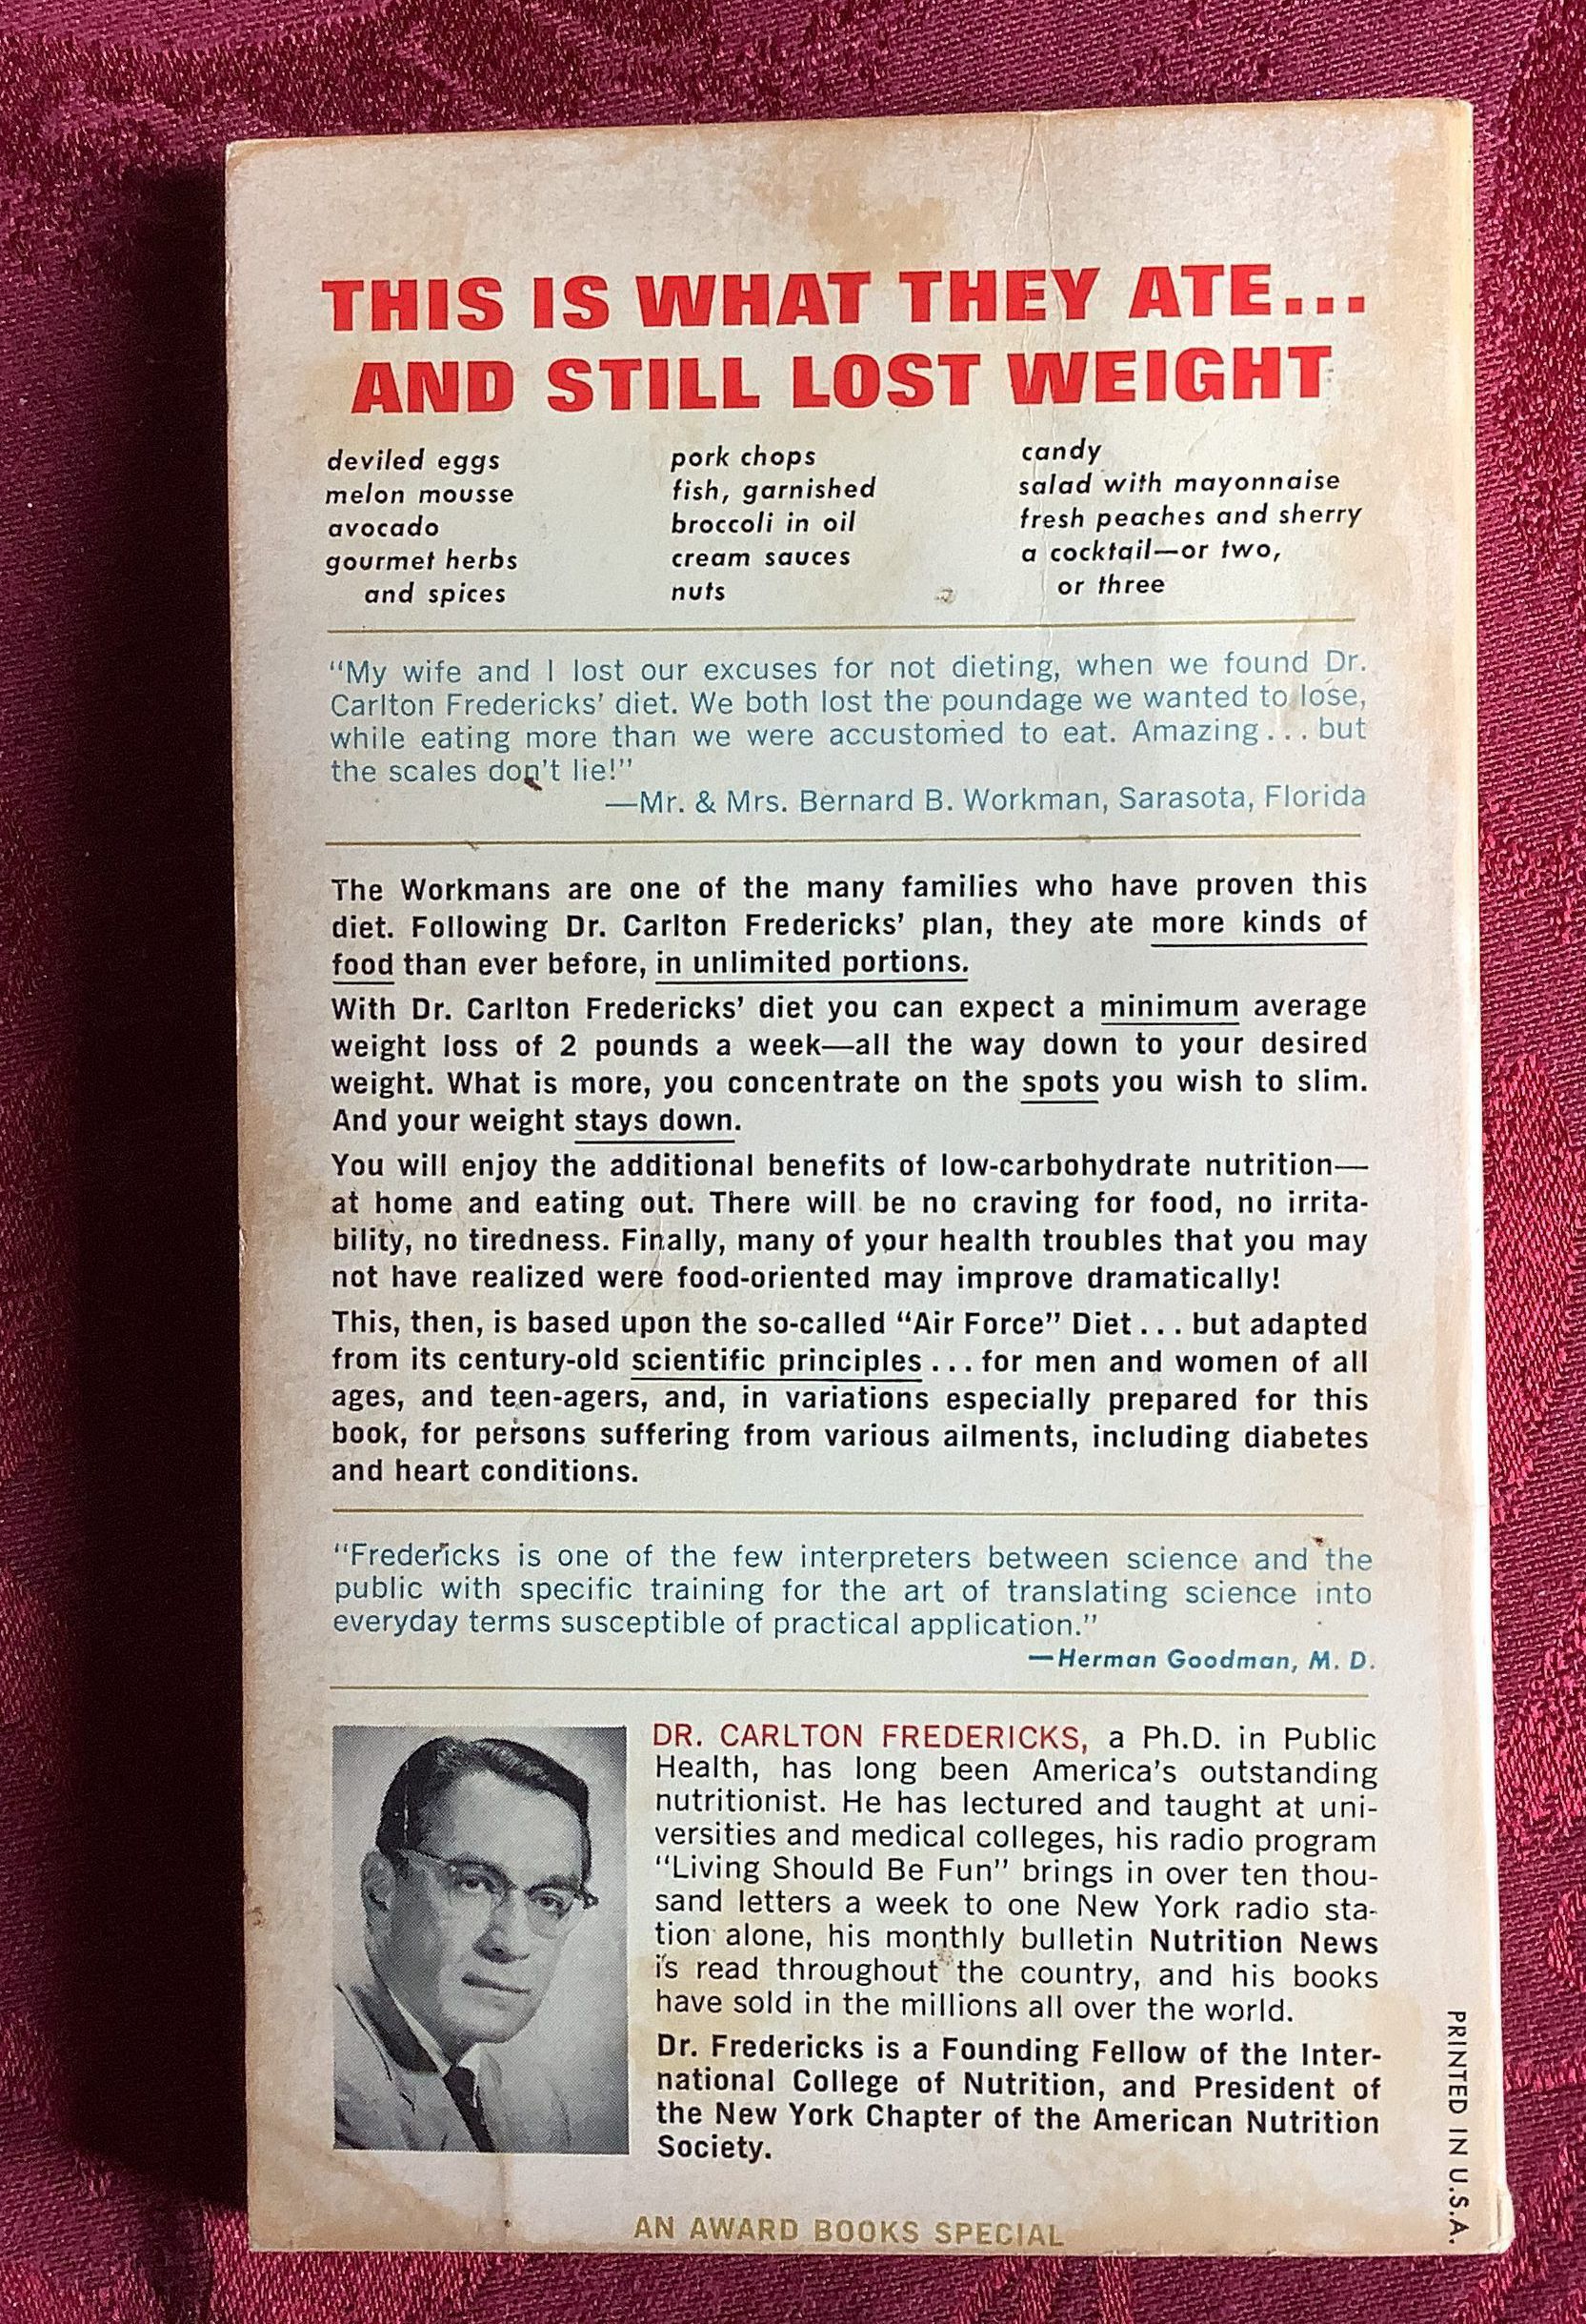 THIS IS WHAT THEY ATE...
AND STILL LOST WEIGHT
deviled eggs
melon mousse
avocado
gourmet herbs
and spices
pork chops
fish, garnished
broccoli in oil
cream sauces
nuts
candy
salad with mayonnaise
fresh peaches and sherry
a cocktail—or two,
or three
"My wife and I lost our excuses for not dieting, when we found Dr.
Carlton Fredericks' diet. We both lost the poundage we wanted to lose,
while eating more than we were accustomed to eat. Amazing... but
the scales don't lie!"
—Mr. & Mrs. Bernard B. Workman, Sarasota, Florida
The Workmans are one of the many families who have proven this
diet. Following Dr. Carlton Fredericks' plan, they ate more kinds of
food than ever before, in unlimited portions.
With Dr. Carlton Fredericks' diet you can expect a minimum average
weight loss of 2 pounds a week—all the way down to your desired
weight. What is more, you concentrate on the spots you wish to slim.
And your weight stays down.
You will enjoy the additional benefits of low-carbohydrate nutrition—
at home and eating out. There will be no craving for food, no irrita-
bility, no tiredness. Finally, many of your health troubles that you may
not have realized were food-oriented may improve dramatically!
This, then, is based upon the so-called "Air Force" Diet... but adapted
from its century-old scientific principles... for men and women of all
ages, and teen-agers, and, in variations especially prepared for this
book, for persons suffering from various ailments, including diabetes
and heart conditions.
"Fredericks is one of the few interpreters between science and the
public with specific training for the art of translating science into
everyday terms susceptible of practical application."
—Herman Goodman, M. D.
DR. CARLTON FREDERICKS, a Ph.D. in Public
Health, has long been America's outstanding
nutritionist. He has lectured and taught at uni-
versities and medical colleges, his radio program
"Living Should Be Fun" brings in over ten thou-
sand letters a week to one New York radio sta-
tion alone, his monthly bulletin Nutrition News
is read throughout the country, and his books
have sold in the millions all over the world.
Dr. Fredericks is a Founding Fellow of the Inter-
national College of Nutrition, and President of
the New York Chapter of the American Nutrition
Society.
AN AWARD BOOKS SPECIAL
PRINTED IN U.S.A.